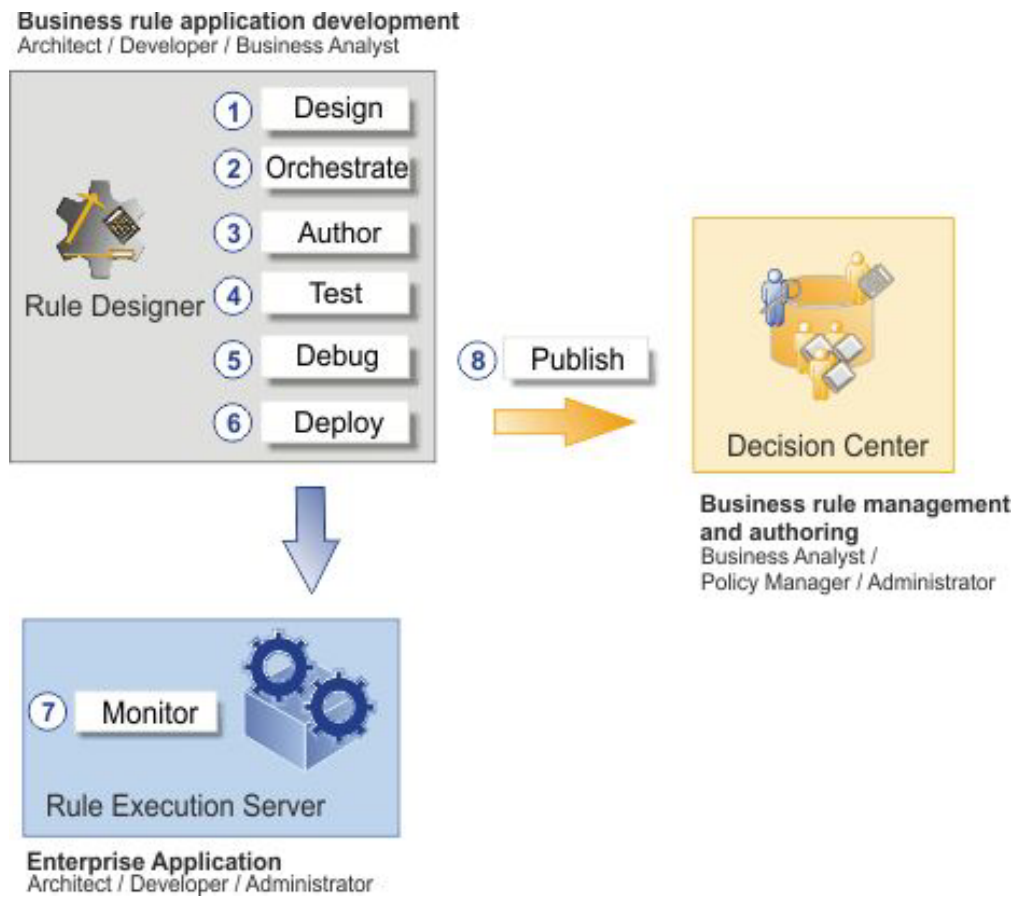 Business rule application development
Architect / Developer / Business Analyst
1 Design
2 Orchestrate
3 Author
Rule Designer
4 Test
5 Debug
6 Deploy
8 Publish
Decision Center
Business rule management
and authoring
Business Analyst /
Policy Manager / Administrator
7 Monitor
Rule Execution Server
Enterprise Application
Architect / Developer / Administrator